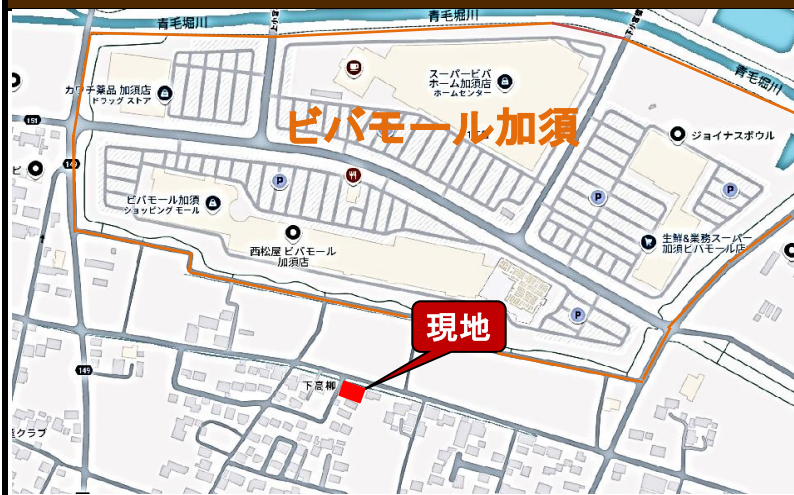 青毛堀川
青毛堀川
カワチ薬品 加須店
ドラッグ ストア
スーパービバ
ホーム加須店
ホームセンター
青毛堀川
151
ビバモール加須
ジョイナスボウル
149
ビ
P
P
P
ビバモール加須
ショッピング モール
西松屋 ビバモール
加須店
生鮮&業務スーパー
加須ビバモール店
P
現地
149
下高柳
クラブ